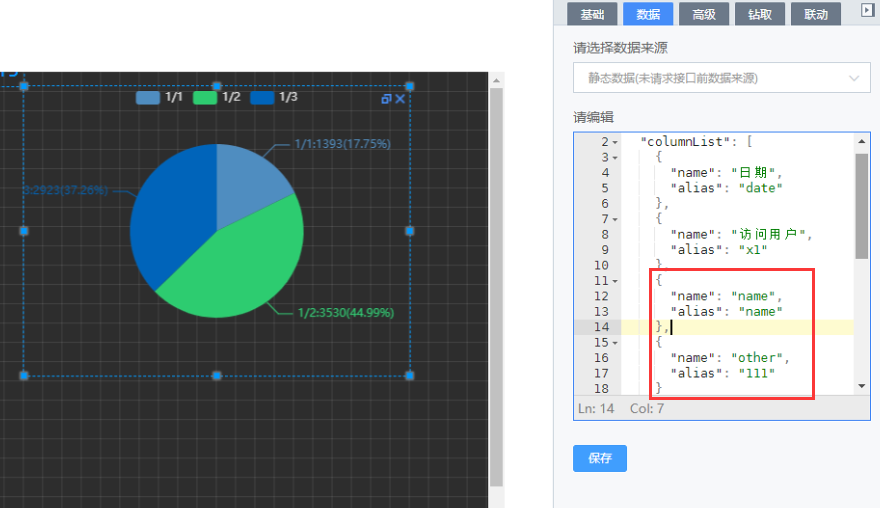 基础 数据 高级 钻取 联动
请选择数据来源
静态数据(未请求接口前数据来源)
请编辑
1/1 1/2 1/3
1/1:1393(17.75%)
3:2923(37.26%)
1/2:3530(44.99%)
2 "columnList": [
3 {
4 "name": "日期",
5 "alias": "date"
6 },
7 {
8 "name": "访问用户",
9 "alias": "x1"
10 },
11 {
12 "name": "name",
13 "alias": "name"
14 },
15 {
16 "name": "other",
17 "alias": "111"
18 }
Ln: 14 Col: 7
保存